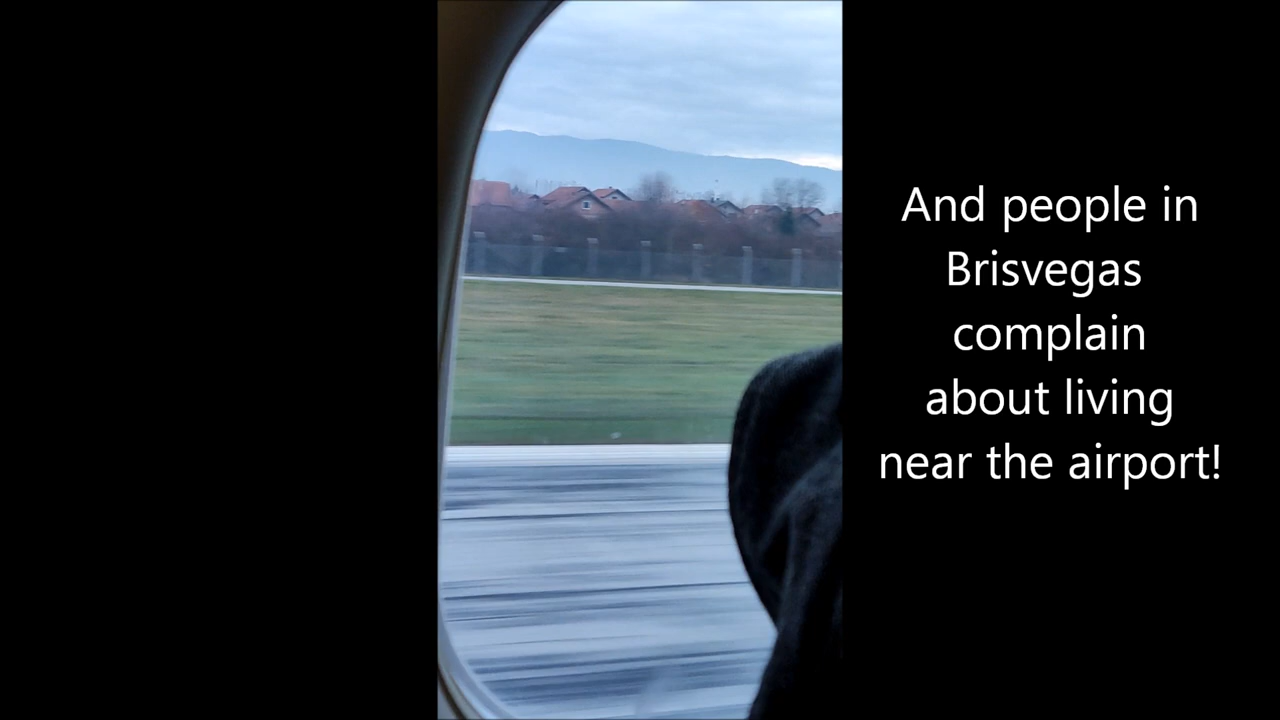 And people in
Brisvegas
complain
about living
near the airport!